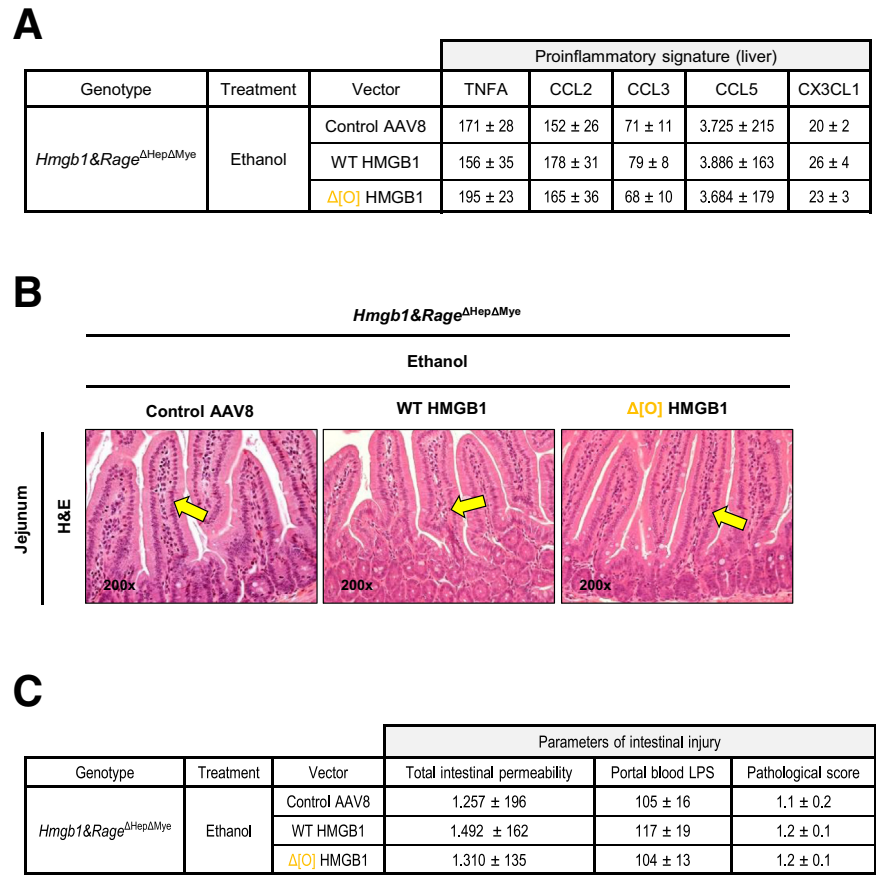 A
Proinflammatory signature (liver)
Genotype Treatment Vector TNFA CCL2 CCL3 CCL5 CX3CL1
Hmgb1&Rage^ΔHepΔMye Ethanol
Control AAV8 171 ± 28 152 ± 26 71 ± 11 3.725 ± 215 20 ± 2
WT HMGB1 156 ± 35 178 ± 31 79 ± 8 3.886 ± 163 26 ± 4
Δ[O] HMGB1 195 ± 23 165 ± 36 68 ± 10 3.684 ± 179 23 ± 3
B
Hmgb1&Rage^ΔHepΔMye
Ethanol
Control AAV8 WT HMGB1 Δ[O] HMGB1
Jejunum
H&E
200x 200x 200x
C
Parameters of intestinal injury
Genotype Treatment Vector Total intestinal permeability Portal blood LPS Pathological score
Hmgb1&Rage^ΔHepΔMye Ethanol
Control AAV8 1.257 ± 196 105 ± 16 1.1 ± 0.2
WT HMGB1 1.492 ± 162 117 ± 19 1.2 ± 0.1
Δ[O] HMGB1 1.310 ± 135 104 ± 13 1.2 ± 0.1